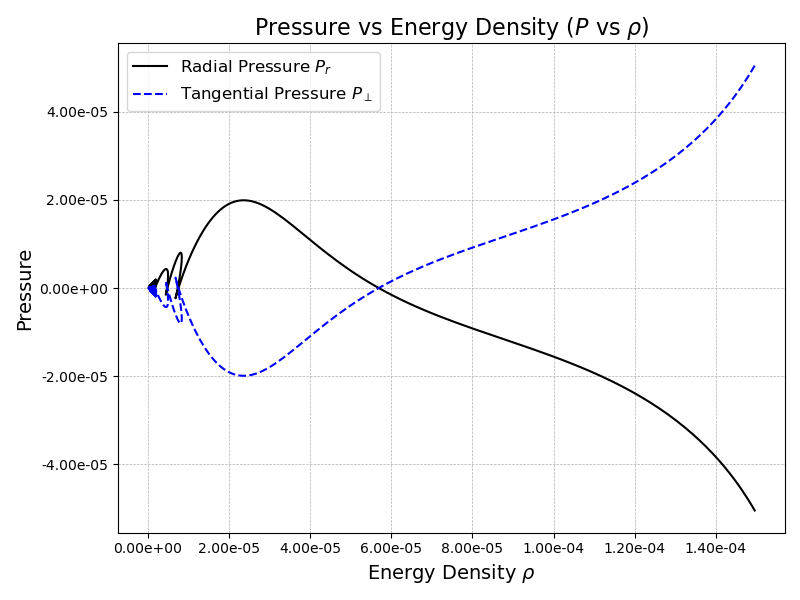 Pressure vs Energy Density (P vs ρ)
Radial Pressure P_r
Tangential Pressure P_⊥
4.00e-05
2.00e-05
0.00e+00
-2.00e-05
-4.00e-05
Pressure
0.00e+00 2.00e-05 4.00e-05 6.00e-05 8.00e-05 1.00e-04 1.20e-04 1.40e-04
Energy Density ρ